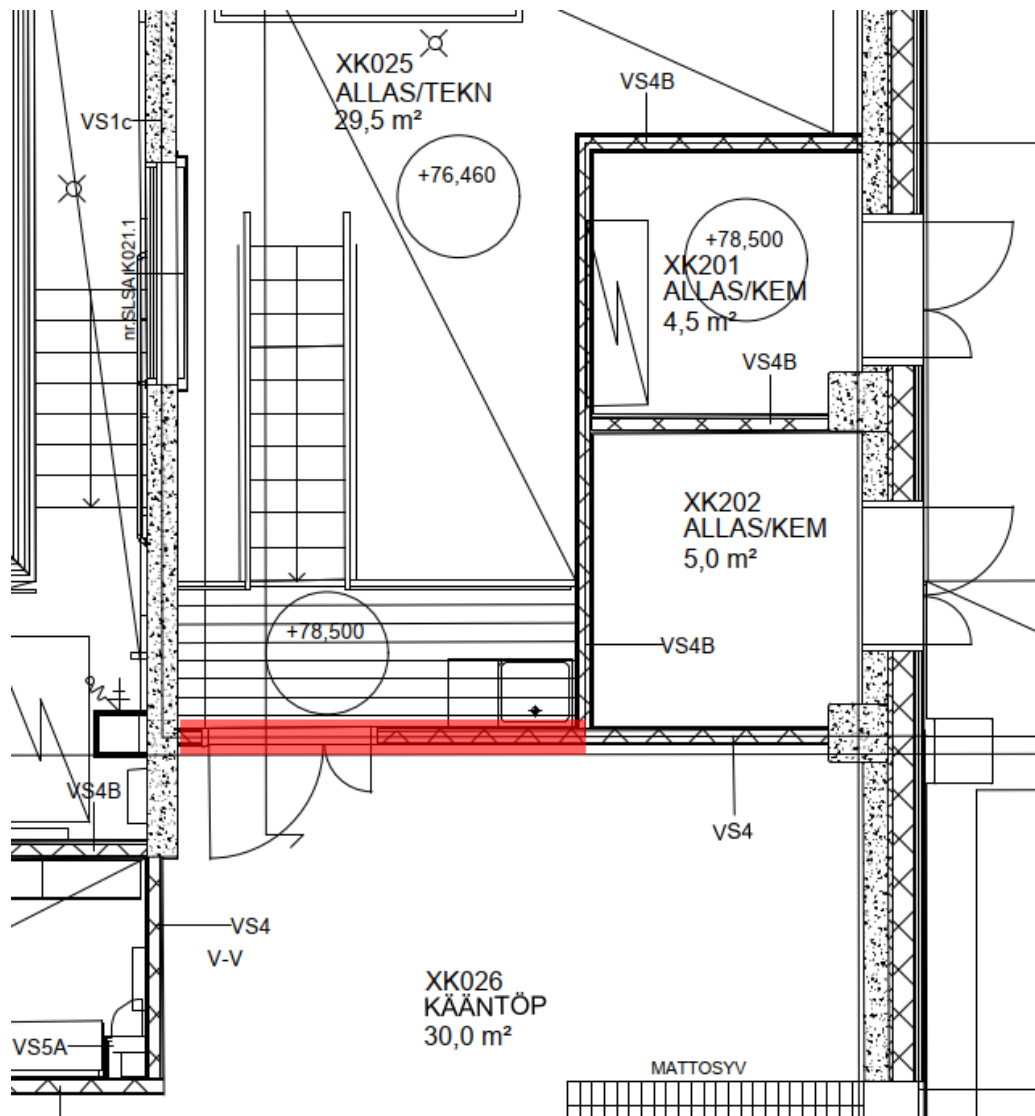 XK025
ALLAS/TEKN
29,5 m²
VS4B
VS1c
+76,460
+78,500
XK201
ALLAS/KEM
4,5 m²
nr.SLSA K021.1
VS4B
XK202
ALLAS/KEM
5,0 m²
+78,500
VS4B
VS4B
VS4
VS4
V-V
XK026
KÄÄNTÖP
30,0 m²
VS5A
MATTOSYV